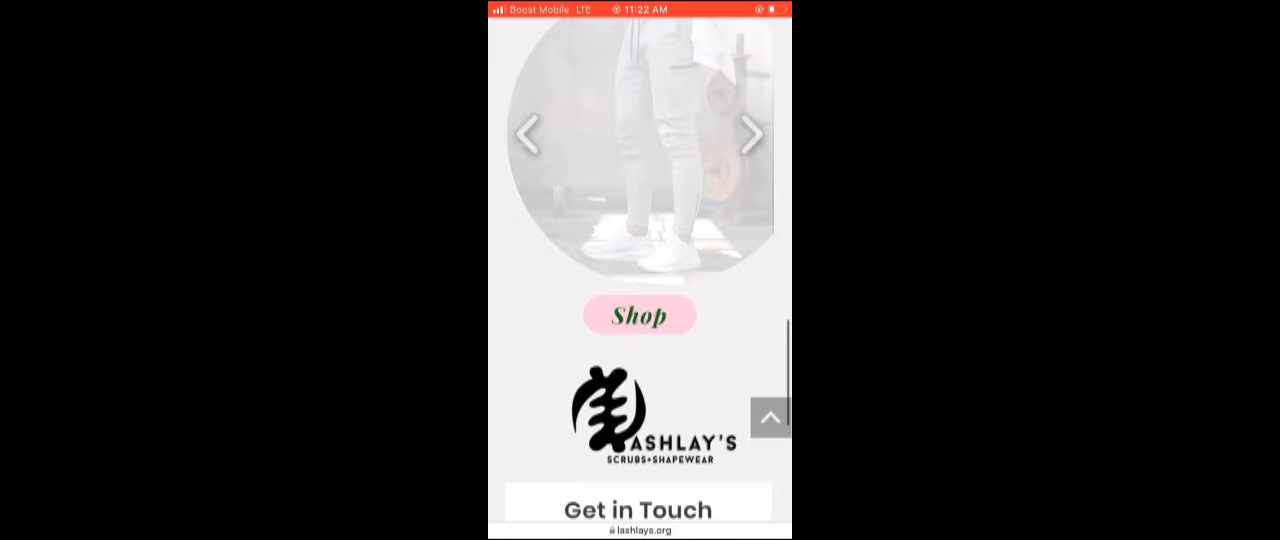 Boost Mobile LTE 11:22 AM
Shop
ASHLAY'S
SCRUBS+SHAPEWEAR
Get in Touch
lashlays.org